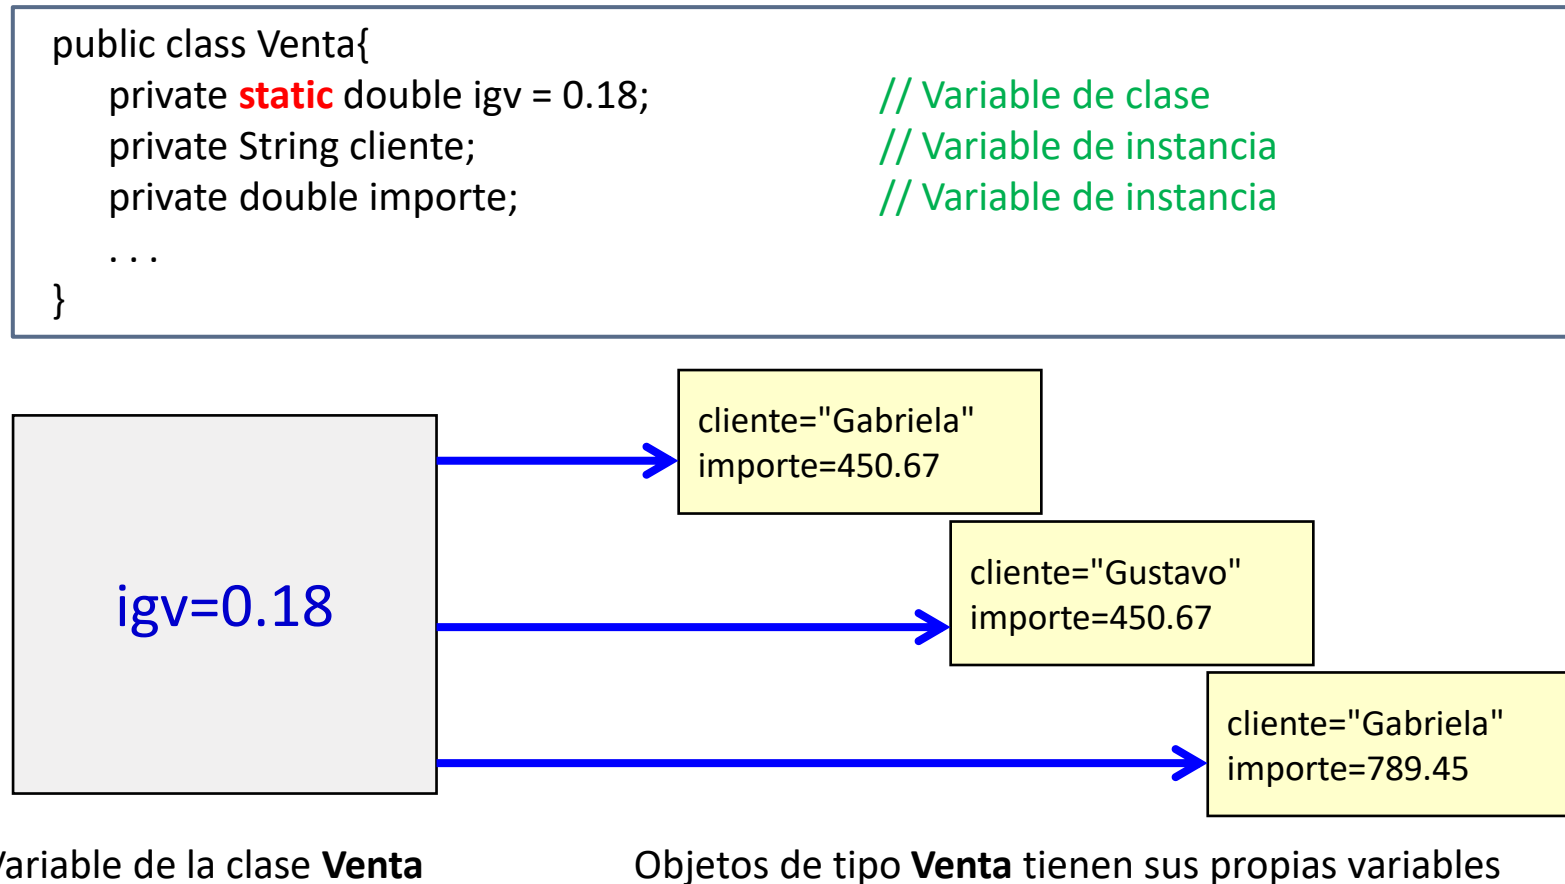 public class Venta{
private static double igv = 0.18; // Variable de clase
private String cliente; // Variable de instancia
private double importe; // Variable de instancia
. . .
}
cliente="Gabriela"
importe=450.67
cliente="Gustavo"
importe=450.67
igv=0.18
cliente="Gabriela"
importe=789.45
Variable de la clase Venta
Objetos de tipo Venta tienen sus propias variables